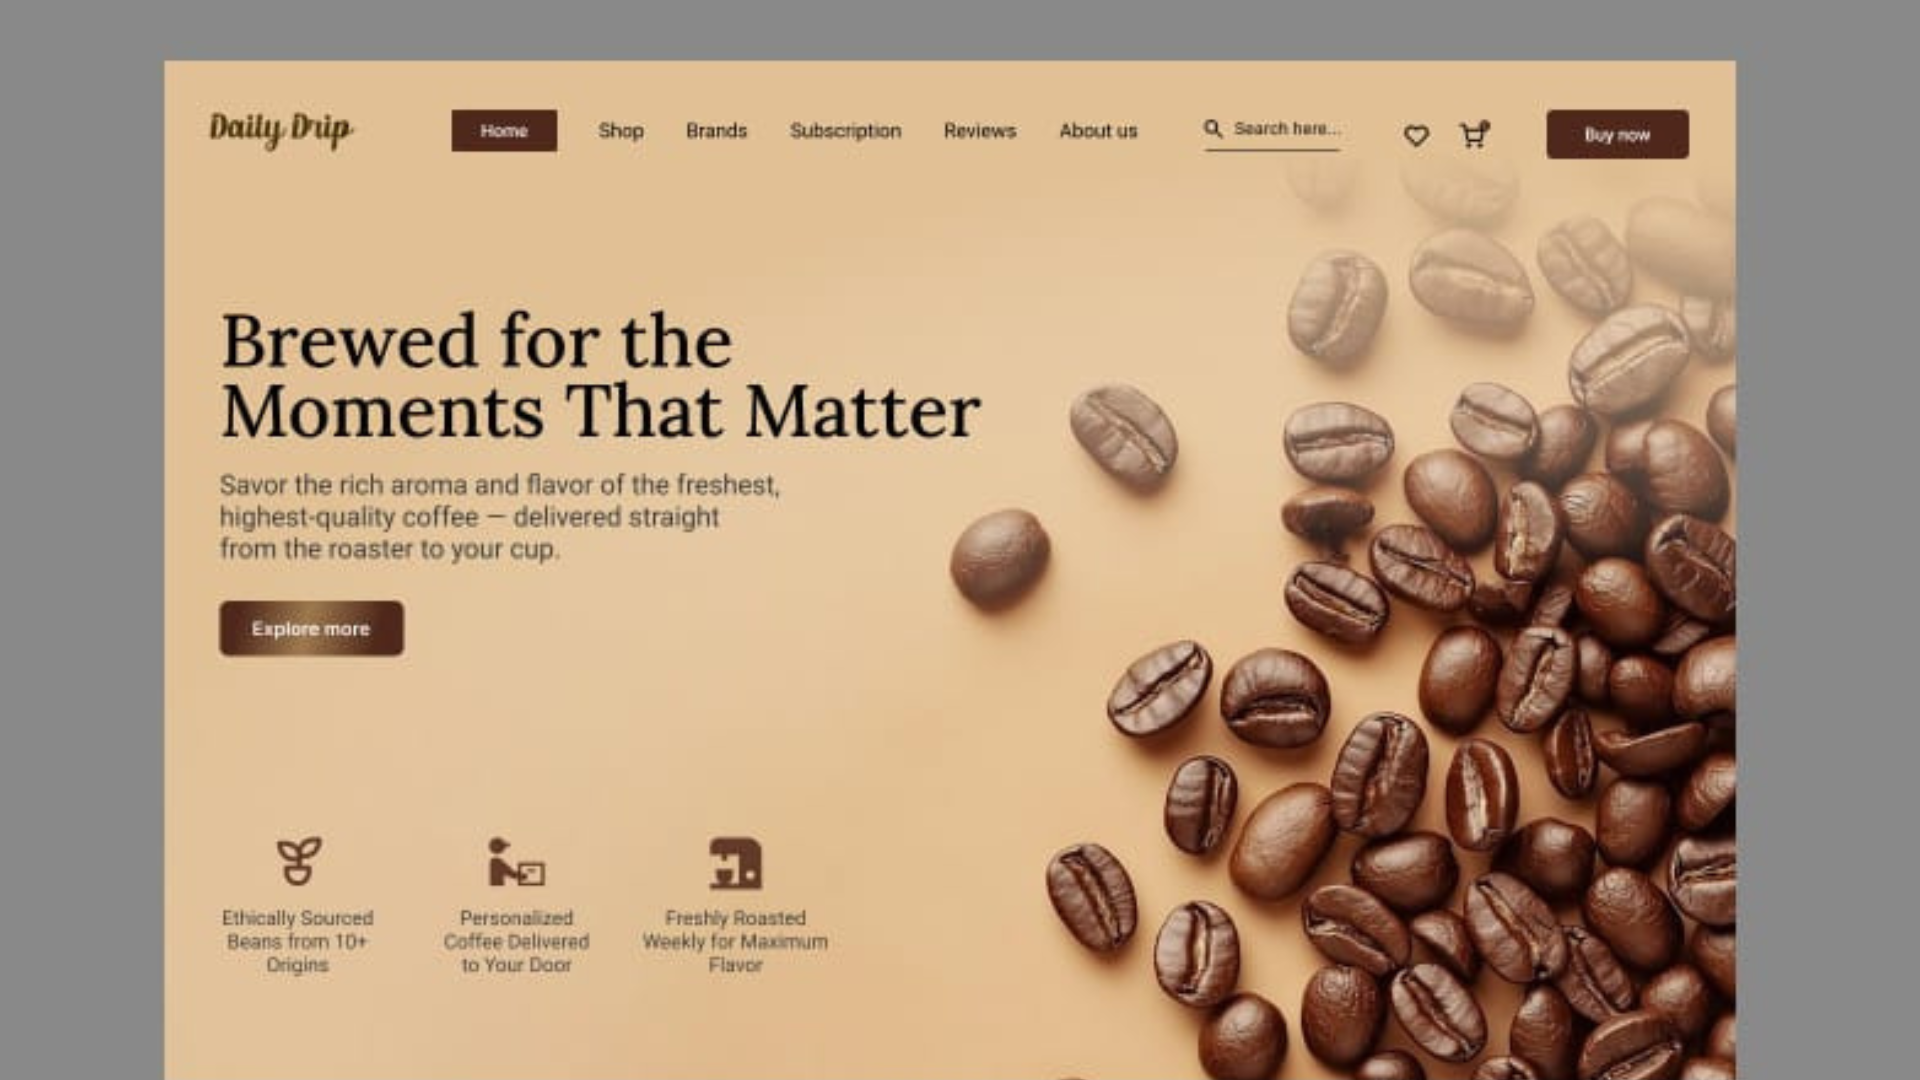 Daily Drip
Home
Shop
Brands
Subscription
Reviews
About us
Search here...
Buy now
Brewed for the
Moments That Matter
Savor the rich aroma and flavor of the freshest,
highest-quality coffee — delivered straight
from the roaster to your cup.
Explore more
Ethically Sourced
Beans from 10+
Origins
Personalized
Coffee Delivered
to Your Door
Freshly Roasted
Weekly for Maximum
Flavor